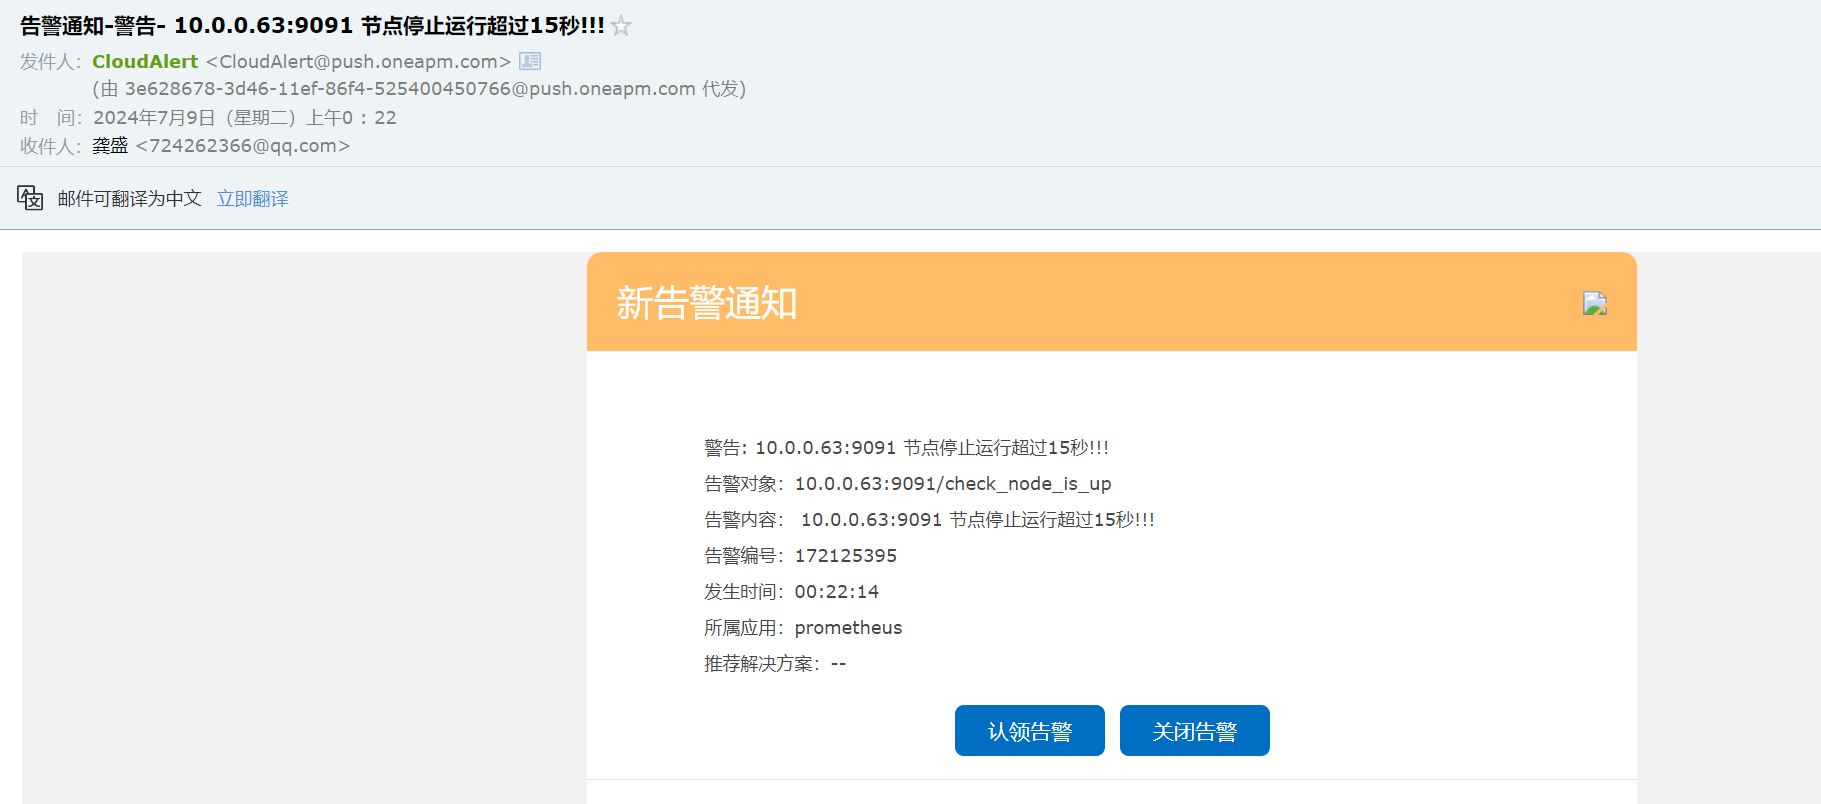 告警通知-警告- 10.0.0.63:9091 节点停止运行超过15秒!!!
发件人：CloudAlert <CloudAlert@push.oneapm.com>
(由 3e628678-3d46-11ef-86f4-525400450766@push.oneapm.com 代发)
时 间：2024年7月9日（星期二）上午0：22
收件人：龚盛 <724262366@qq.com>
邮件可翻译为中文 立即翻译
新告警通知
警告: 10.0.0.63:9091 节点停止运行超过15秒!!!
告警对象：10.0.0.63:9091/check_node_is_up
告警内容： 10.0.0.63:9091 节点停止运行超过15秒!!!
告警编号：172125395
发生时间：00:22:14
所属应用：prometheus
推荐解决方案：--
认领告警 关闭告警